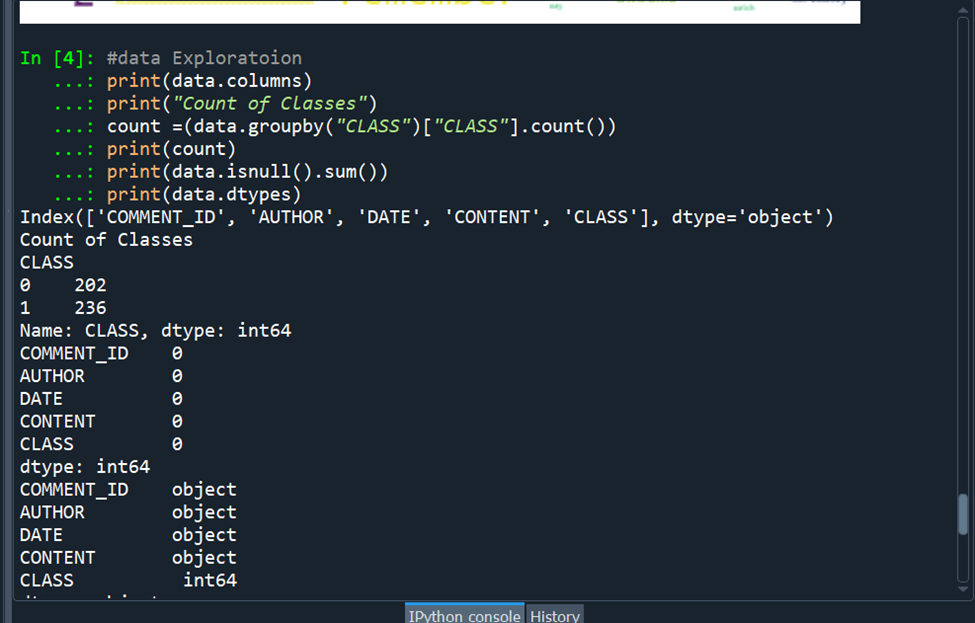 In [4]: #data Exploratoion
...: print(data.columns)
...: print("Count of Classes")
...: count =(data.groupby("CLASS")["CLASS"].count())
...: print(count)
...: print(data.isnull().sum())
...: print(data.dtypes)
Index(['COMMENT_ID', 'AUTHOR', 'DATE', 'CONTENT', 'CLASS'], dtype='object')
Count of Classes
CLASS
0    202
1    236
Name: CLASS, dtype: int64
COMMENT_ID    0
AUTHOR        0
DATE          0
CONTENT       0
CLASS         0
dtype: int64
COMMENT_ID    object
AUTHOR        object
DATE          object
CONTENT       object
CLASS          int64
IPython console History